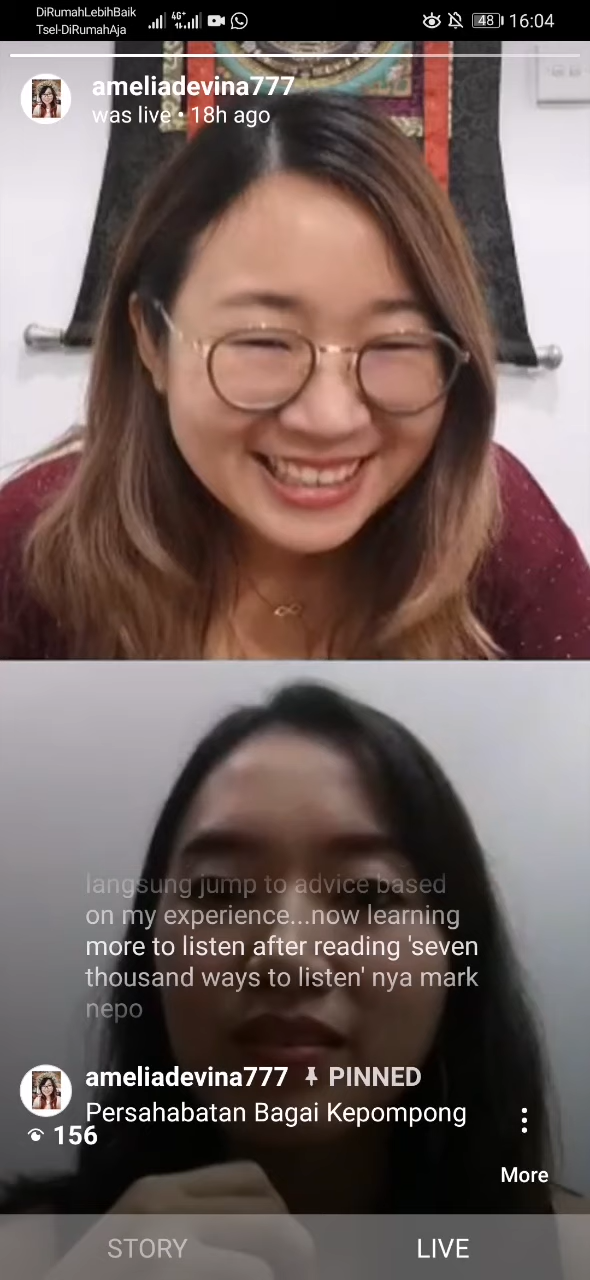 DiRumahLebihBaik
Tsel-DiRumahAja
4G+
48
16:04
ameliadevina777
was live • 18h ago
langsung jump to advice based
on my experience...now learning
more to listen after reading 'seven
thousand ways to listen' nya mark
nepo
ameliadevina777 PINNED
Persahabatan Bagai Kepompong
156
More
STORY
LIVE